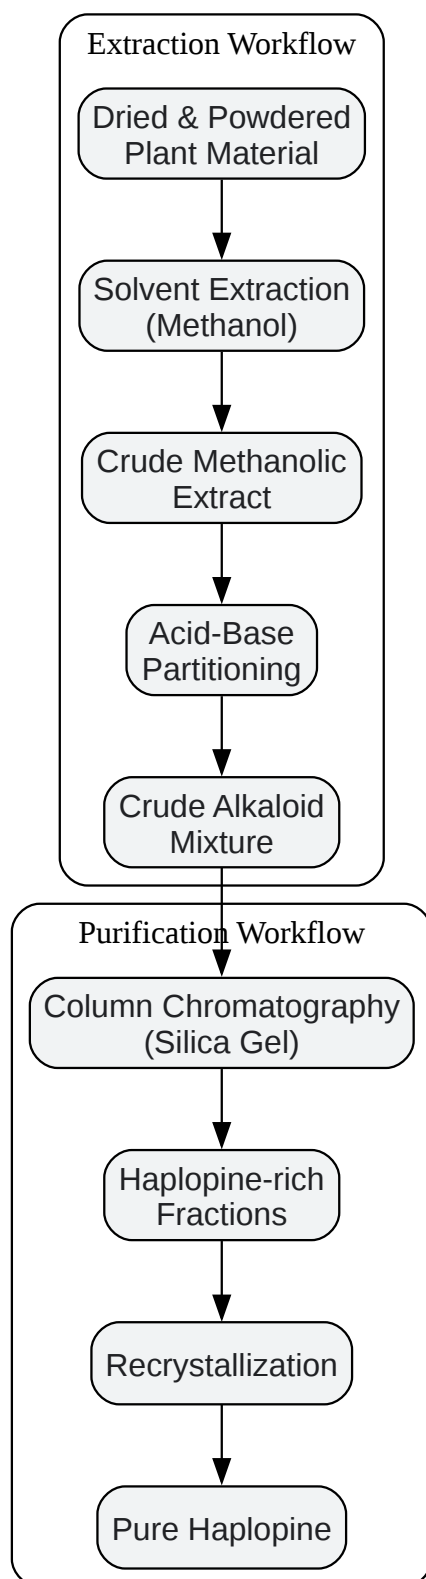 Extraction Workflow
Dried & Powdered
Plant Material
Solvent Extraction
(Methanol)
Crude Methanolic
Extract
Acid-Base
Partitioning
Crude Alkaloid
Mixture
Purification Workflow
Column Chromatography
(Silica Gel)
Haplopine-rich
Fractions
Recrystallization
Pure Haplopine